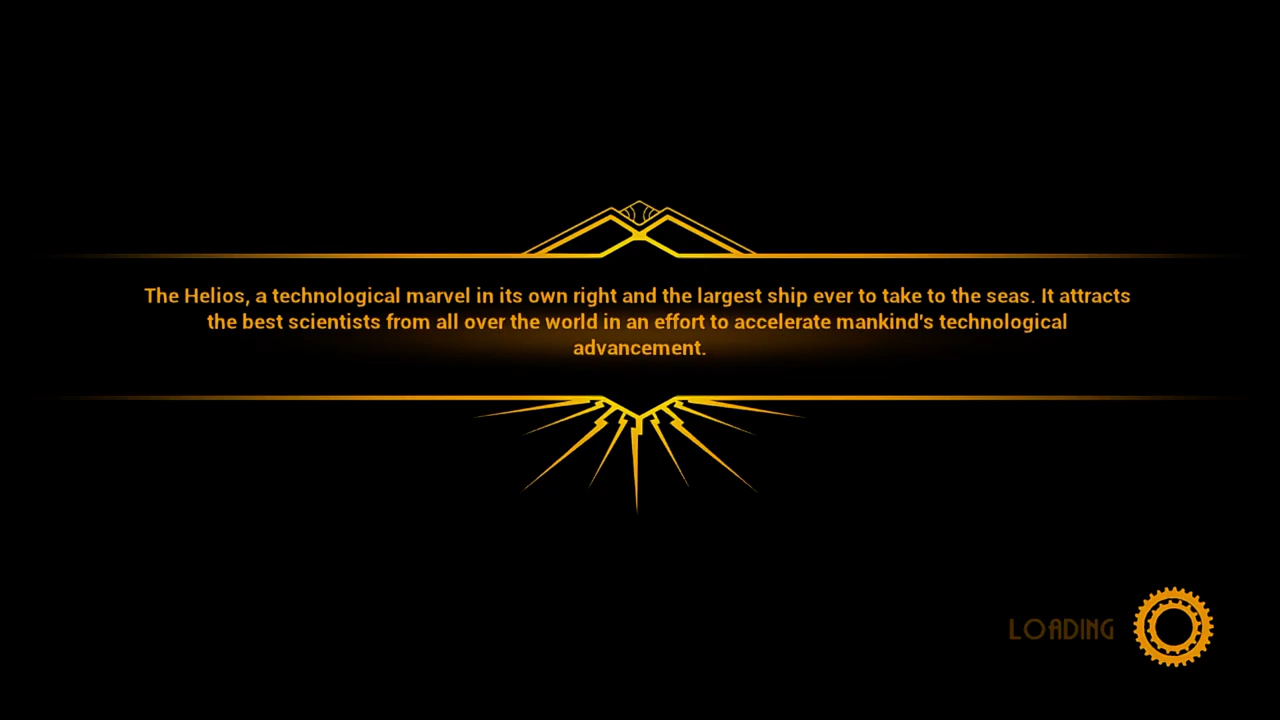 The Helios, a technological marvel in its own right and the largest ship ever to take to the seas. It attracts
the best scientists from all over the world in an effort to accelerate mankind's technological
advancement.
LOADING